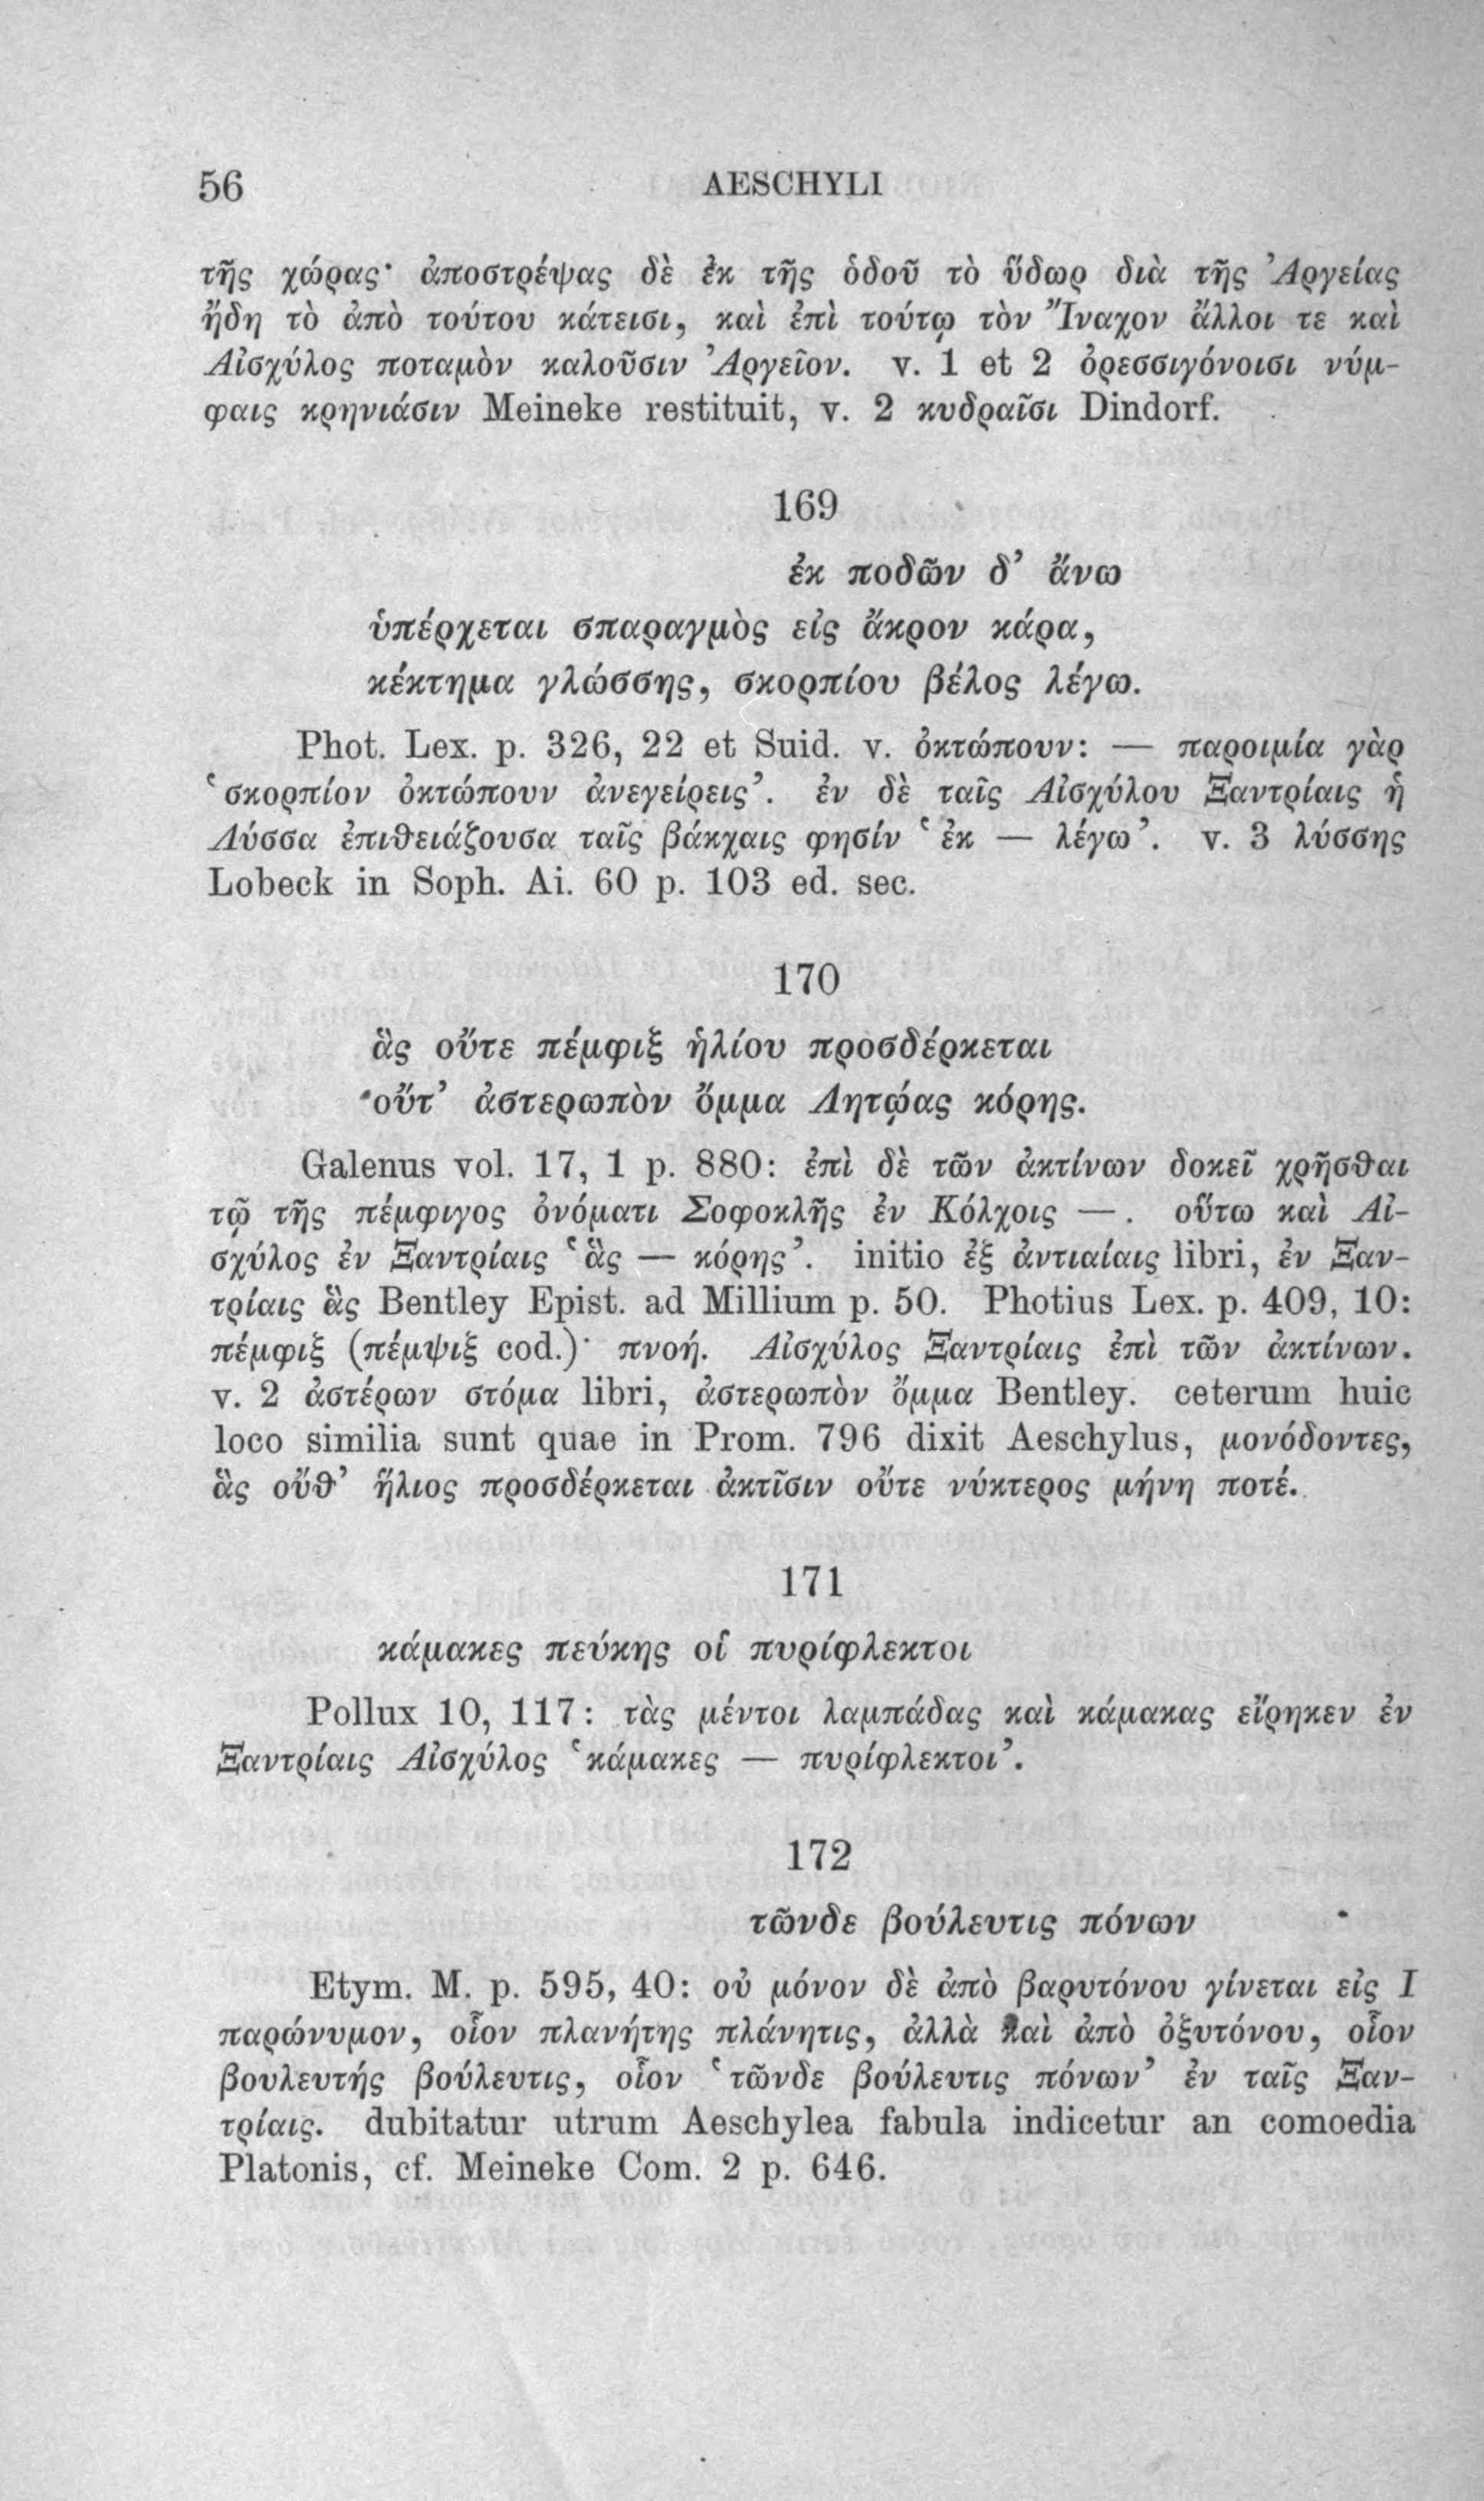 56 AESCHYLI
τῆς χώρας· ἀποστρέψας δὲ ἐκ τῆς ὁδοῦ τὸ ὕδωρ διὰ τῆς Ἀργείας
ἤδη τὸ ἀπὸ τούτου κάτεισι, καὶ ἐπὶ τούτῳ τὸν Ἴναχον ἄλλοι τε καὶ
Αἰσχύλος ποταμὸν καλοῦσιν Ἀργεῖον. v. 1 et 2 ὀρεσσιγόνοισι νύμ-
φαις κρηνιάσιν Meineke restituit, v. 2 κυδραῖσι Dindorf.
169
ἐκ ποδῶν δ’ ἄνω
ὑπέρχεται σπαραγμὸς εἰς ἄκρον κάρα,
κέκτημα γλώσσης, σκορπίου βέλος λέγω.
Phot. Lex. p. 326, 22 et Suid. v. ὀκτώπουν: — παροιμία γὰρ
‘σκορπίον ὀκτώπουν ἀνεγείρεις’. ἐν δὲ ταῖς Αἰσχύλου Ξαντρίαις ἡ
Λύσσα ἐπιθειάζουσα ταῖς βάκχαις φησίν ‘ἐκ — λέγω’. v. 3 λύσσης
Lobeck in Soph. Ai. 60 p. 103 ed. sec.
170
ἃς οὔτε πέμφιξ ἡλίου προσδέρκεται
οὔτ’ ἀστερωπὸν ὄμμα Λητῴας κόρης.
Galenus vol. 17, 1 p. 880: ἐπὶ δὲ τῶν ἀκτίνων δοκεῖ χρῆσθαι
τῷ τῆς πέμφιγος ὀνόματι Σοφοκλῆς ἐν Κόλχοις —. οὕτω καὶ Αἰ-
σχύλος ἐν Ξαντρίαις ‘ἃς — κόρης’. initio ἐξ ἀντιαίαις libri, ἐν Ξαν-
τρίαις ἃς Bentley Epist. ad Millium p. 50. Photius Lex. p. 409, 10:
πέμφιξ (πέμψιξ cod.)· πνοή. Αἰσχύλος Ξαντρίαις ἐπὶ τῶν ἀκτίνων.
v. 2 ἀστέρων στόμα libri, ἀστερωπὸν ὄμμα Bentley. ceterum huic
loco similia sunt quae in Prom. 796 dixit Aeschylus, μονόδοντες,
ἃς οὔθ’ ἥλιος προσδέρκεται ἀκτῖσιν οὔτε νύκτερος μήνη ποτέ.
171
κάμακες πεύκης οἱ πυρίφλεκτοι
Pollux 10, 117: τὰς μέντοι λαμπάδας καὶ κάμακας εἴρηκεν ἐν
Ξαντρίαις Αἰσχύλος ‘κάμακες — πυρίφλεκτοι’.
172
τῶνδε βούλευτις πόνων
Etym. M. p. 595, 40: οὐ μόνον δὲ ἀπὸ βαρυτόνου γίνεται εἰς Ι
παρώνυμον, οἷον πλανήτης πλάνητις, ἀλλὰ καὶ ἀπὸ ὀξυτόνου, οἷον
βουλευτής βούλευτις, οἷον ‘τῶνδε βούλευτις πόνων’ ἐν ταῖς Ξαν-
τρίαις. dubitatur utrum Aeschylea fabula indicetur an comoedia
Platonis, cf. Meineke Com. 2 p. 646.